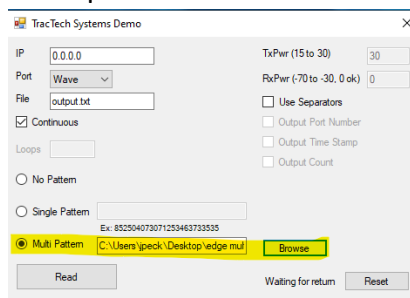 TracTech Systems Demo
IP 0.0.0.0 TxPwr (15 to 30) 30
Port Wave RxPwr (-70 to -30, 0 ok) 0
File output.txt Use Separators
Continuous Output Port Number
Loops Output Time Stamp
Output Count
No Pattern
Single Pattern
Ex: 852504073071253463733535
Multi Pattern C:\Users\jpeck\Desktop\edge mul Browse
Read Waiting for return Reset